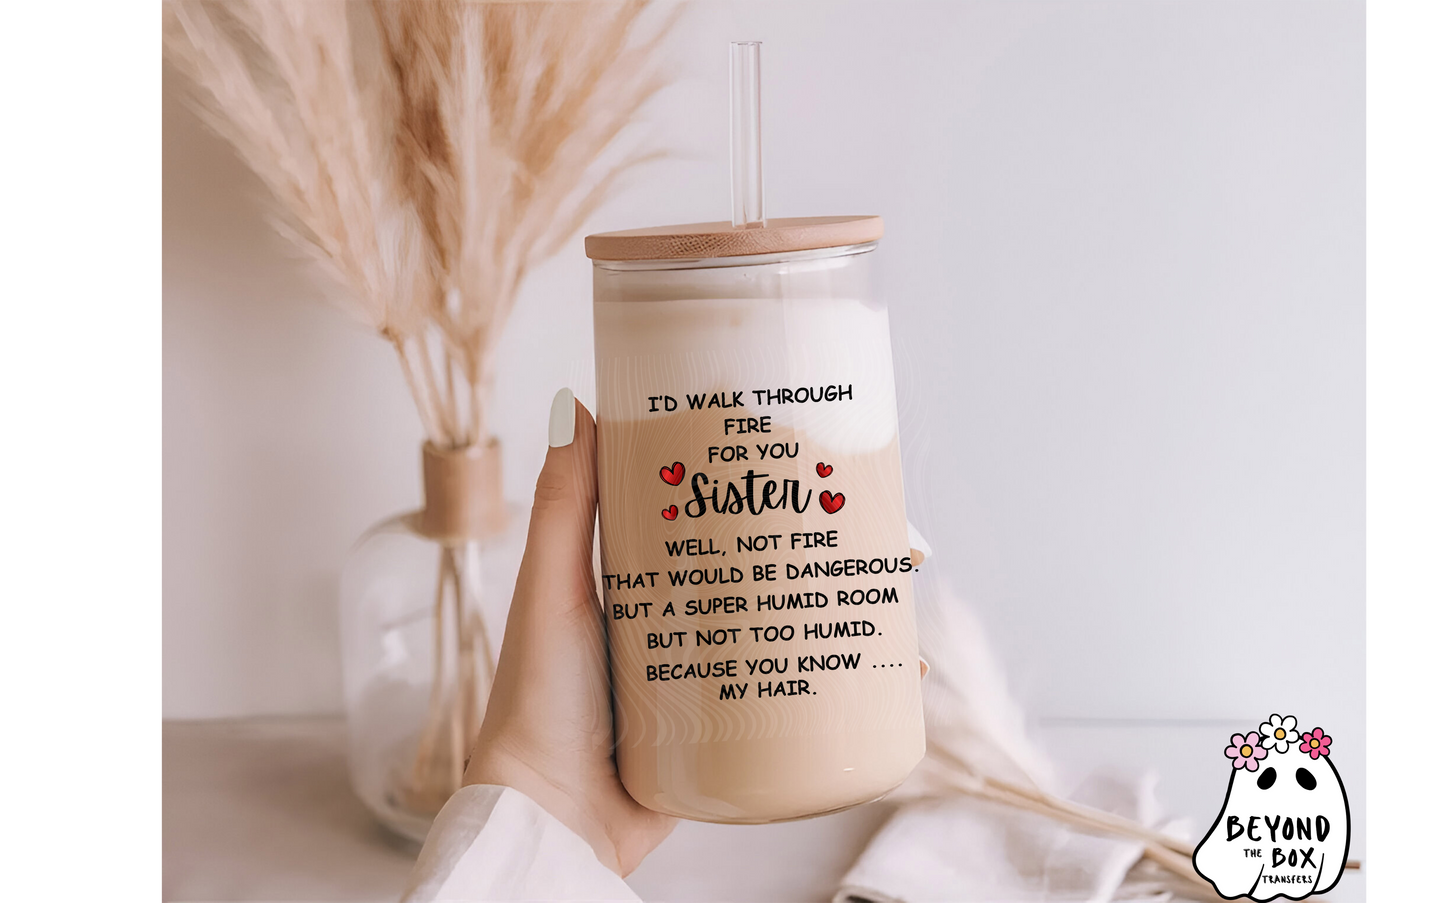 I'D WALK THROUGH
FIRE
FOR YOU
Sister
WELL, NOT FIRE
THAT WOULD BE DANGEROUS.
BUT A SUPER HUMID ROOM
BUT NOT TOO HUMID.
BECAUSE YOU KNOW ....
MY HAIR.
BEYOND
THE BOX
TRANSFERS